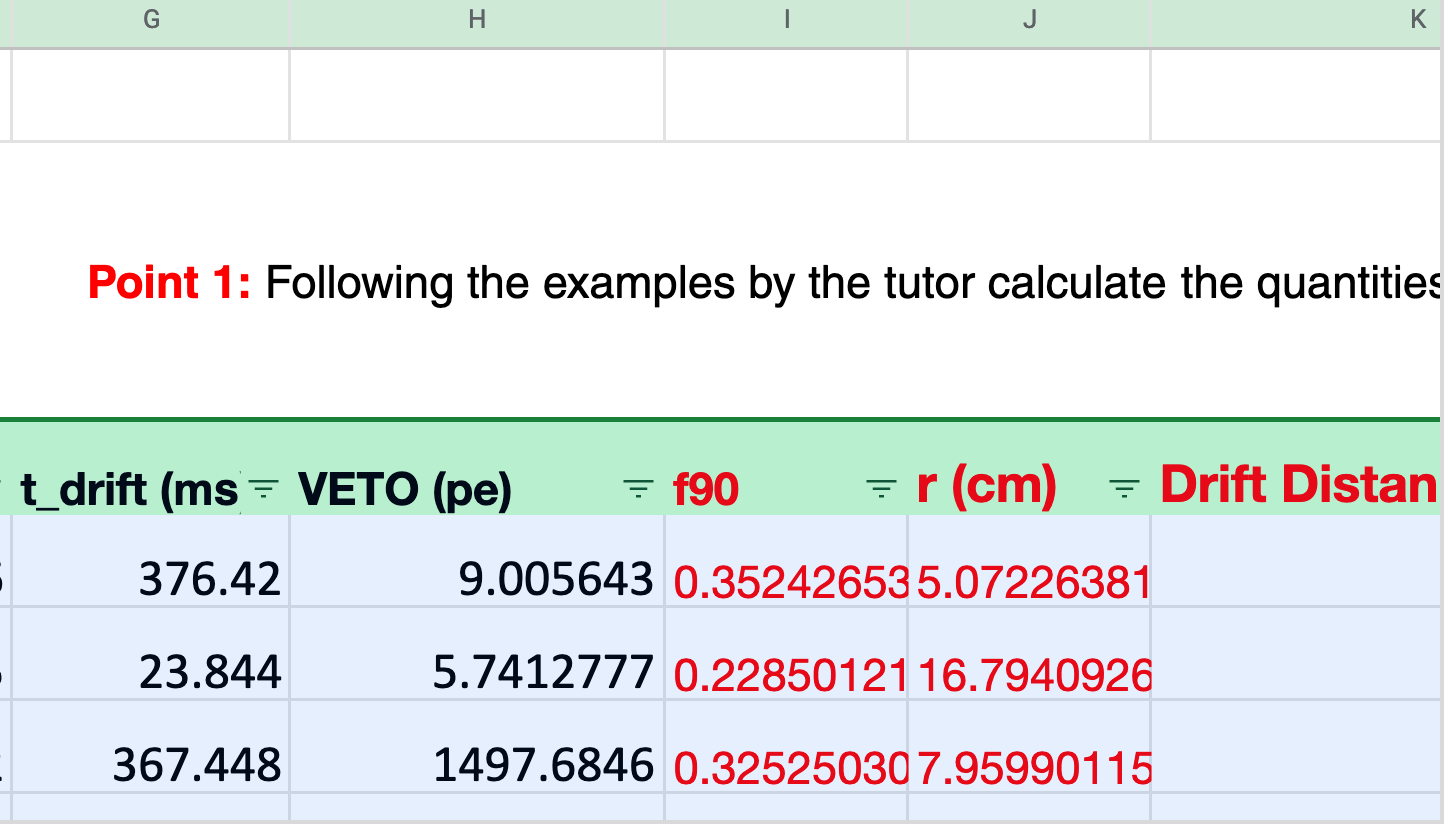 G H I J K
Point 1: Following the examples by the tutor calculate the quantities
t_drift (ms VETO (pe) f90 r (cm) Drift Distan
376.42 9.005643 0.35242653 5.07226381
23.844 5.7412777 0.22850121 16.7940926
367.448 1497.6846 0.32525030 7.95990115